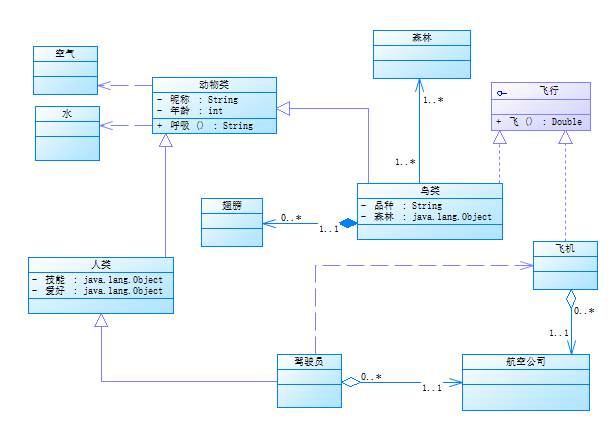 森林
空气
动物类
- 昵称 : String
- 年龄 : int
+ 呼吸 () : String
飞行
+ 飞 () : Double
水
1..*
1..*
鸟类
- 品种 : String
- 森林 : java.lang.Object
翅膀
0..*
1..1
飞机
人类
- 技能 : java.lang.Object
- 爱好 : java.lang.Object
0..*
1..1
驾驶员
航空公司
0..*
1..1